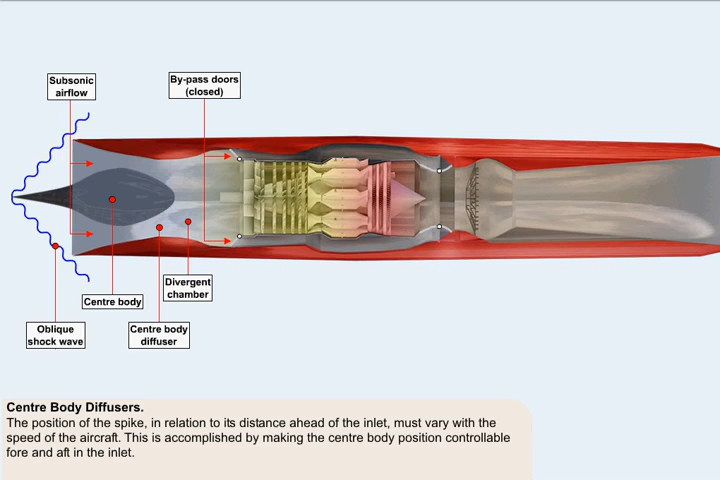 Subsonic
airflow
By-pass doors
(closed)
Divergent
chamber
Centre body
Oblique
shock wave
Centre body
diffuser
Centre Body Diffusers.
The position of the spike, in relation to its distance ahead of the inlet, must vary with the
speed of the aircraft. This is accomplished by making the centre body position controllable
fore and aft in the inlet.